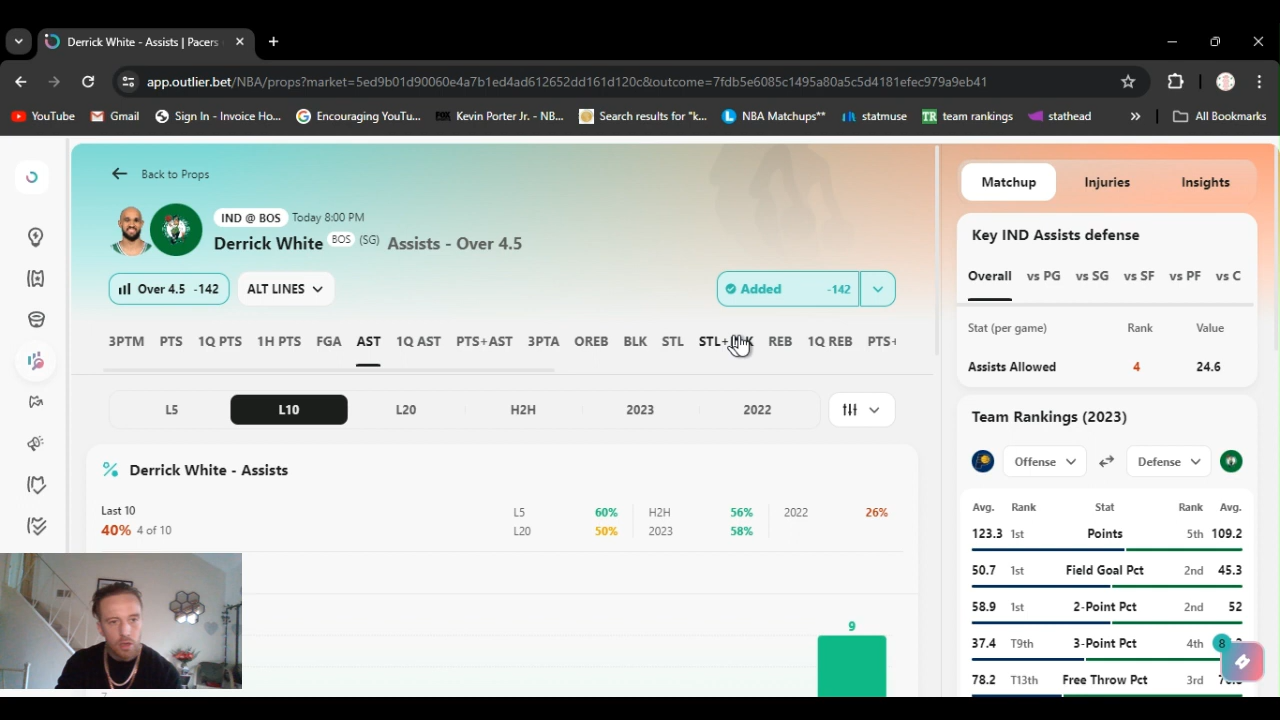 Derrick White - Assists | Pacers
app.outlier.bet/NBA/props?market=5ed9b01d90060e4a7b1ed4ad612652dd161d120c&outcome=7fdb5e6085c1495a80a5c5d4181efec979a9eb41
YouTube Gmail Sign In - Invoice Ho... Encouraging YouTu... Kevin Porter Jr. - NB... Search results for "k... NBA Matchups** statmuse team rankings stathead » All Bookmarks
Back to Props
IND @ BOS Today 8:00 PM
Derrick White BOS (SG) Assists - Over 4.5
Over 4.5 -142 ALT LINES
Added -142
3PTM PTS 1Q PTS 1H PTS FGA AST 1Q AST PTS+AST 3PTA OREB BLK STL REB 1Q REB PTS+
L5 L10 L20 H2H 2023 2022
Derrick White - Assists
Last 10
40% 4 of 10
L5 60% H2H 56% 2022 26%
L20 50% 2023 58%
9
Matchup Injuries Insights
Key IND Assists defense
Overall vs PG vs SG vs SF vs PF vs C
Stat (per game) Rank Value
Assists Allowed 4 24.6
Team Rankings (2023)
Offense Defense
Avg. Rank Stat Rank Avg.
123.3 1st Points 5th 109.2
50.7 1st Field Goal Pct 2nd 45.3
58.9 1st 2-Point Pct 2nd 52
37.4 T9th 3-Point Pct 4th
8
78.2 T13th Free Throw Pct 3rd